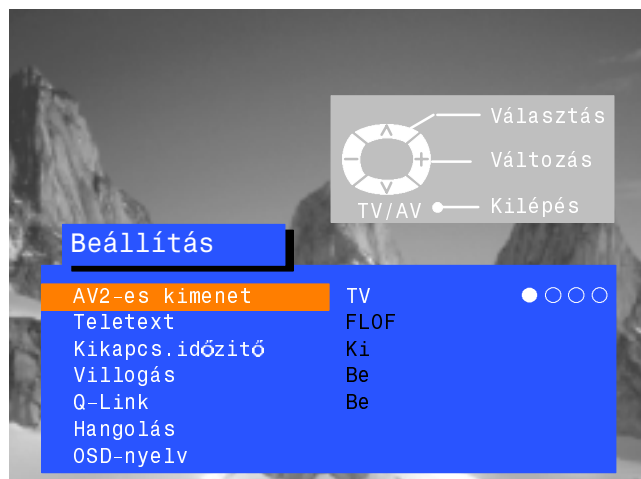 Választás
Változás
TV/AV Kilépés
Beállítás
AV2-es kimenet TV
Teletext FLOF
Kikapcs.időzitő Ki
Villogás Be
Q-Link Be
Hangolás
OSD-nyelv